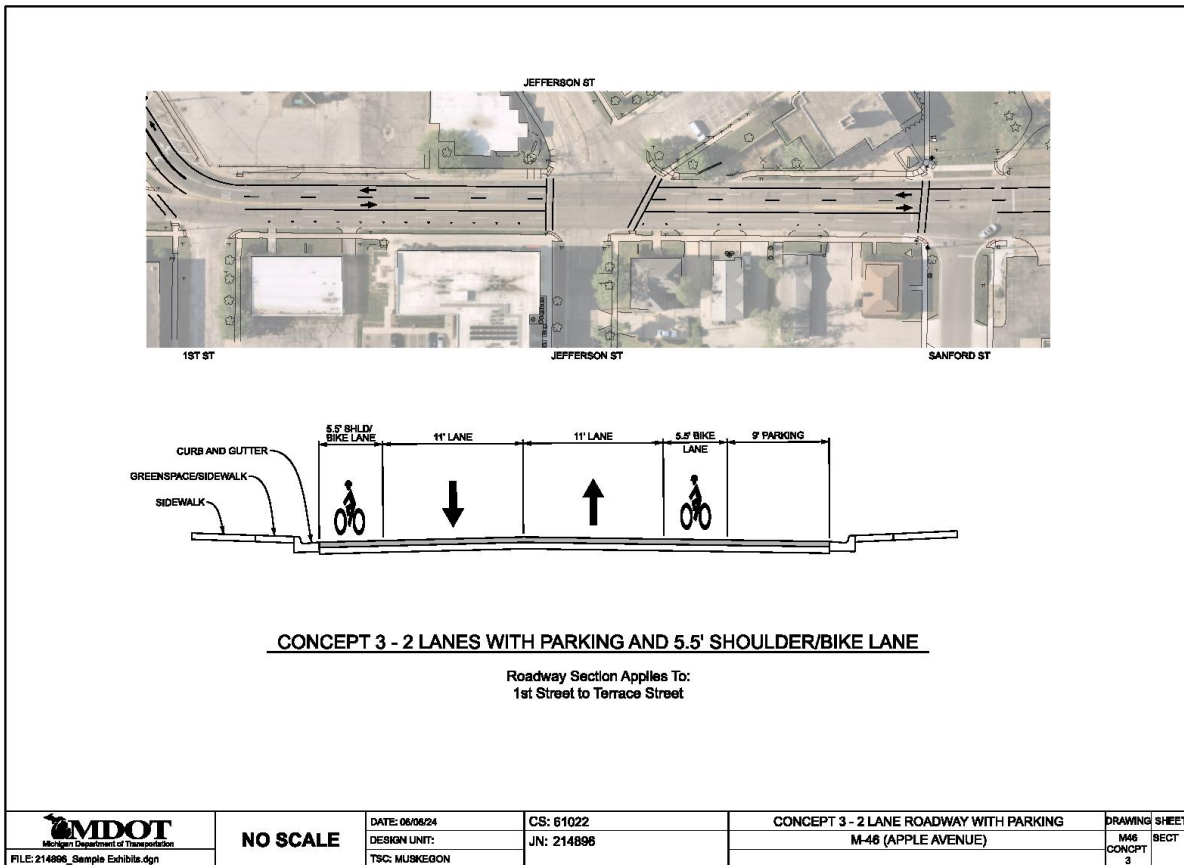 JEFFERSON ST
1ST ST
JEFFERSON ST
SANFORD ST
5.5' SHLD/
BIKE LANE
11' LANE
11' LANE
5.5' BIKE
LANE
9' PARKING
CURB AND GUTTER
GREENSPACE/SIDEWALK
SIDEWALK
CONCEPT 3 - 2 LANES WITH PARKING AND 5.5' SHOULDER/BIKE LANE
Roadway Section Applies To:
1st Street to Terrace Street
MDOT
Michigan Department of Transportation
FILE: 214896_Sample Exhibits.dgn
NO SCALE
DATE: 06/06/24
DESIGN UNIT:
TSC: MUSKEGON
CS: 61022
JN: 214896
CONCEPT 3 - 2 LANE ROADWAY WITH PARKING
M-46 (APPLE AVENUE)
DRAWING SHEET
M46 SECT
CONCPT
3